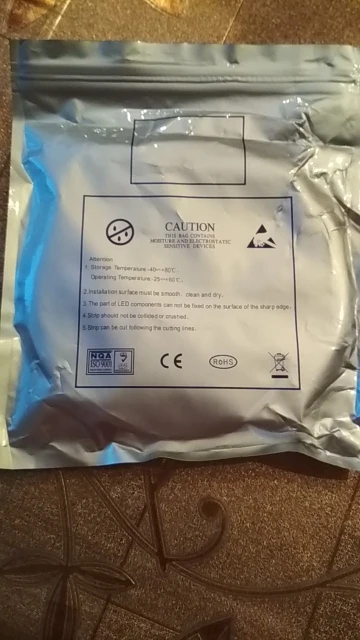 CAUTION
THIS BAG CONTAINS
MOISTURE AND ELECTROSTATIC
SENSITIVE DEVICES
Attention
1. Storage Temperature:-40~+80℃
Operating Temperature:-25~+60℃.
2. Installation surface must be smooth, clean and dry.
3. The part of LED components can not be fixed on the surface of the sharp edge.
4. Strip should not be collided or crushed.
5. Strip can be cut following the cutting lines.
NQA
ISO 9001
CE
RoHS